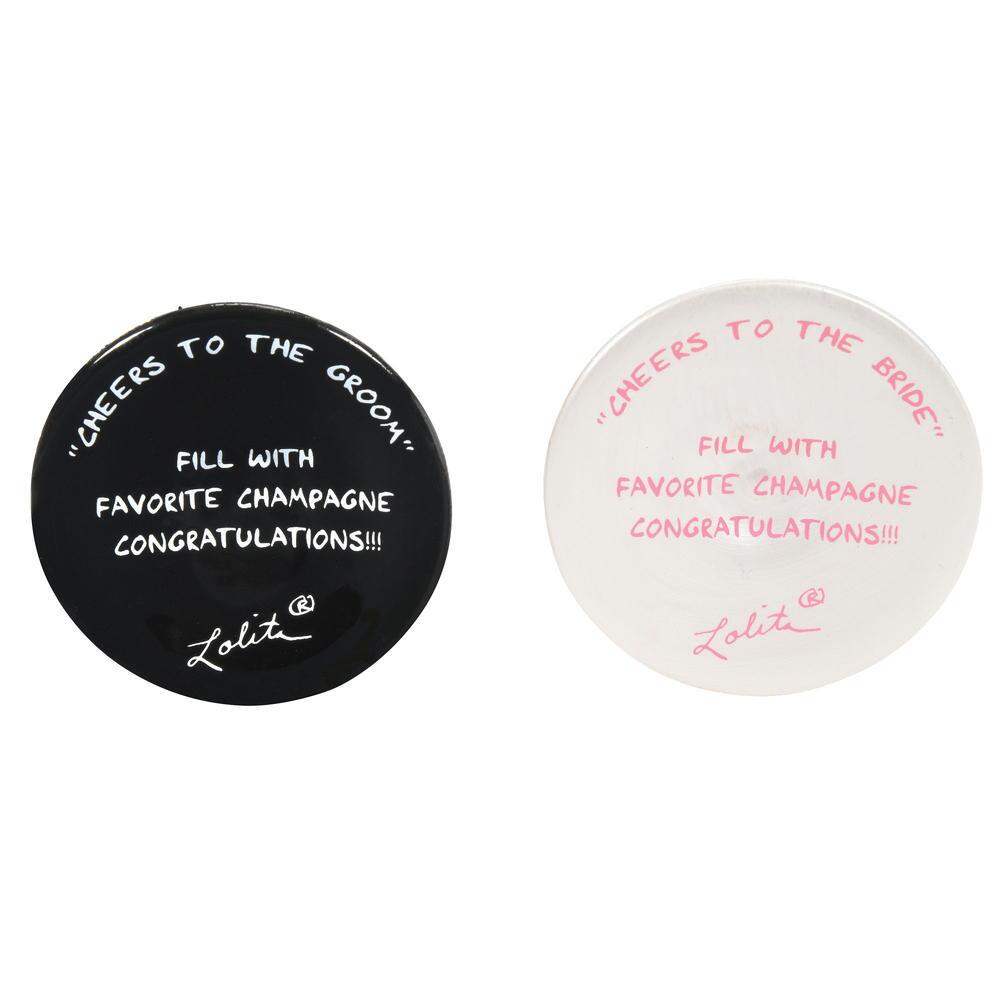 "CHEERS TO THE GROOM"
FILL WITH
FAVORITE CHAMPAGNE
CONGRATULATIONS!!!
Lolita®
"CHEERS TO THE BRIDE"
FILL WITH
FAVORITE CHAMPAGNE
CONGRATULATIONS!!!
Lolita®